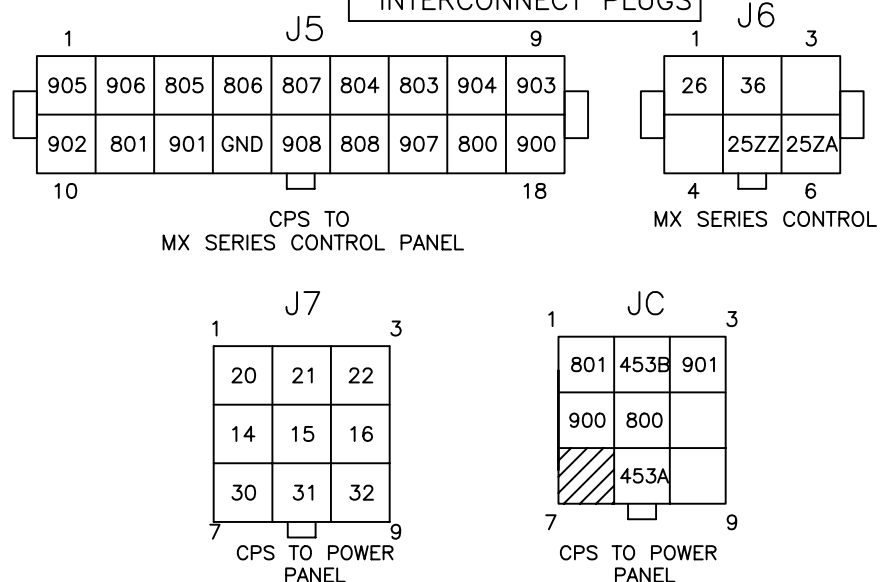 INTERCONNECT PLUGS
J5
1 9
905 906 805 806 807 804 803 904 903
902 801 901 GND 908 808 907 800 900
10 18
CPS TO
MX SERIES CONTROL PANEL
J6
1 3
26 36
25ZZ 25ZA
4 6
MX SERIES CONTROL
J7
1 3
20 21 22
14 15 16
30 31 32
7 9
CPS TO POWER
PANEL
JC
1 3
801 453B 901
900 800
453A
7 9
CPS TO POWER
PANEL